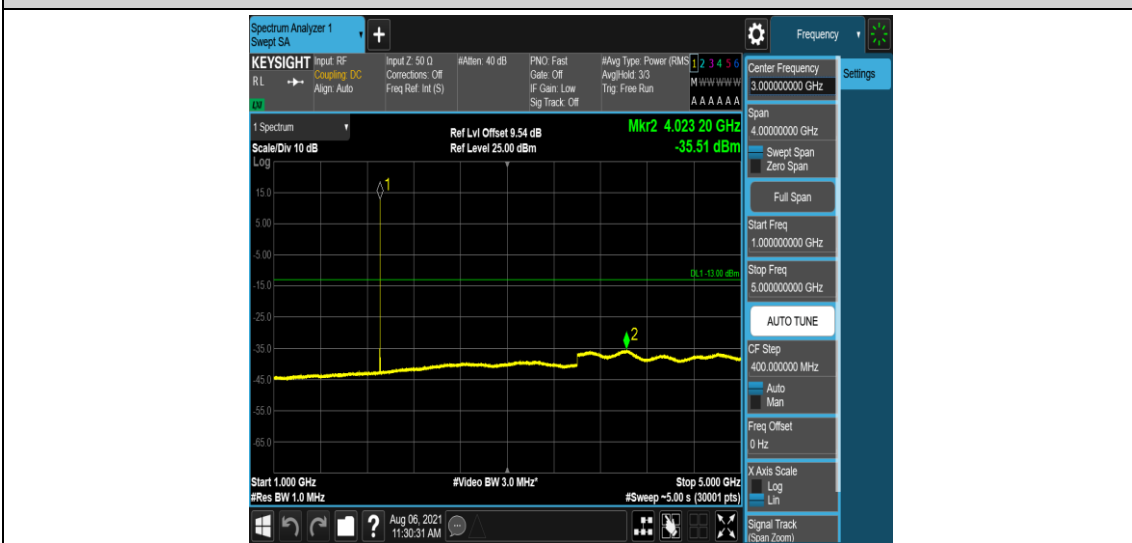 Spectrum Analyzer 1
Swept SA
+
Frequency
KEYSIGHT
RL
LXI
Input: RF
Coupling: DC
Align: Auto
Input Z: 50 Ω
Corrections: Off
Freq Ref: Int (S)
#Atten: 40 dB
PNO: Fast
Gate: Off
IF Gain: Low
Sig Track: Off
#Avg Type: Power (RMS
Avg|Hold: 3/3
Trig: Free Run
1 2 3 4 5 6
M W W W W W
A A A A A A
Center Frequency
3.000000000 GHz
Settings
Span
4.00000000 GHz
Swept Span
Zero Span
Full Span
Start Freq
1.000000000 GHz
Stop Freq
5.000000000 GHz
AUTO TUNE
CF Step
400.000000 MHz
Auto
Man
Freq Offset
0 Hz
X Axis Scale
Log
Lin
Signal Track
(Span Zoom)
1 Spectrum
Scale/Div 10 dB
Log
Ref Lvl Offset 9.54 dB
Ref Level 25.00 dBm
Mkr2 4.023 20 GHz
-35.51 dBm
15.0
5.00
-5.00
-15.0
-25.0
-35.0
-45.0
-55.0
-65.0
1
DL1 -13.00 dBm
2
Start 1.000 GHz
#Res BW 1.0 MHz
#Video BW 3.0 MHz*
Stop 5.000 GHz
#Sweep ~5.00 s (30001 pts)
?
Aug 06, 2021
11:30:31 AM